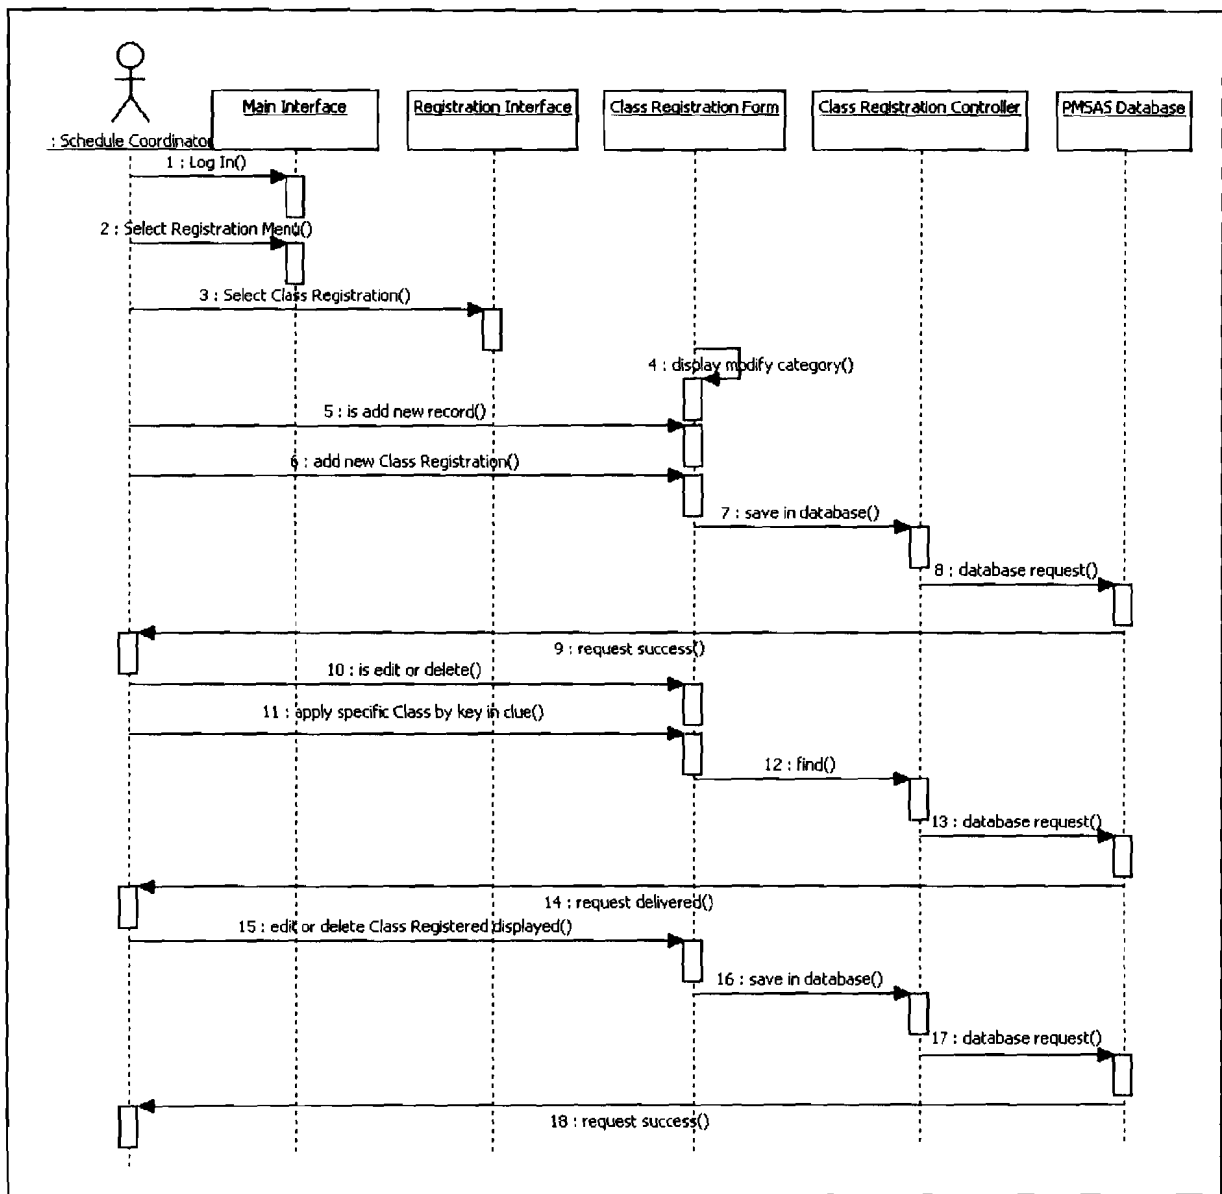 Main Interface
Registration Interface
Class Registration Form
Class Registration Controller
PMSAS Database
: Schedule Coordinator
1 : Log In()
2 : Select Registration Menu()
3 : Select Class Registration()
4 : display modify category()
5 : is add new record()
6 : add new Class Registration()
7 : save in database()
8 : database request()
9 : request success()
10 : is edit or delete()
11 : apply specific Class by key in clue()
12 : find()
13 : database request()
14 : request delivered()
15 : edit or delete Class Registered displayed()
16 : save in database()
17 : database request()
18 : request success()